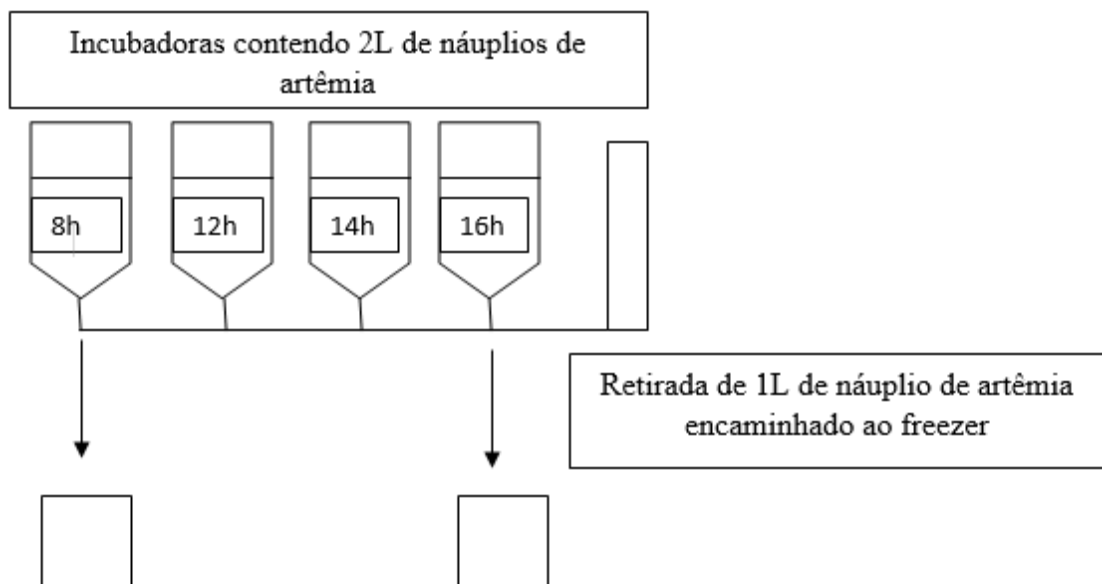 Incubadoras contendo 2L de náuplios de
artêmia
8h
12h
14h
16h
Retirada de 1L de náuplio de artêmia
encaminhado ao freezer